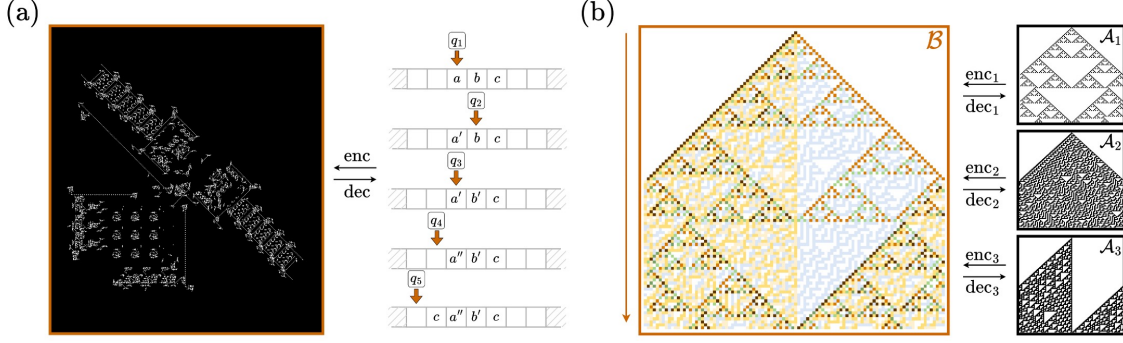 (a)
q₁
a b c
q₂
a′ b c
q₃
a′ b′ c
q₄
a″ b′ c
q₅
c a″ b′ c
enc
dec
(b)
ℬ
enc₁
dec₁
𝒜₁
enc₂
dec₂
𝒜₂
enc₃
dec₃
𝒜₃